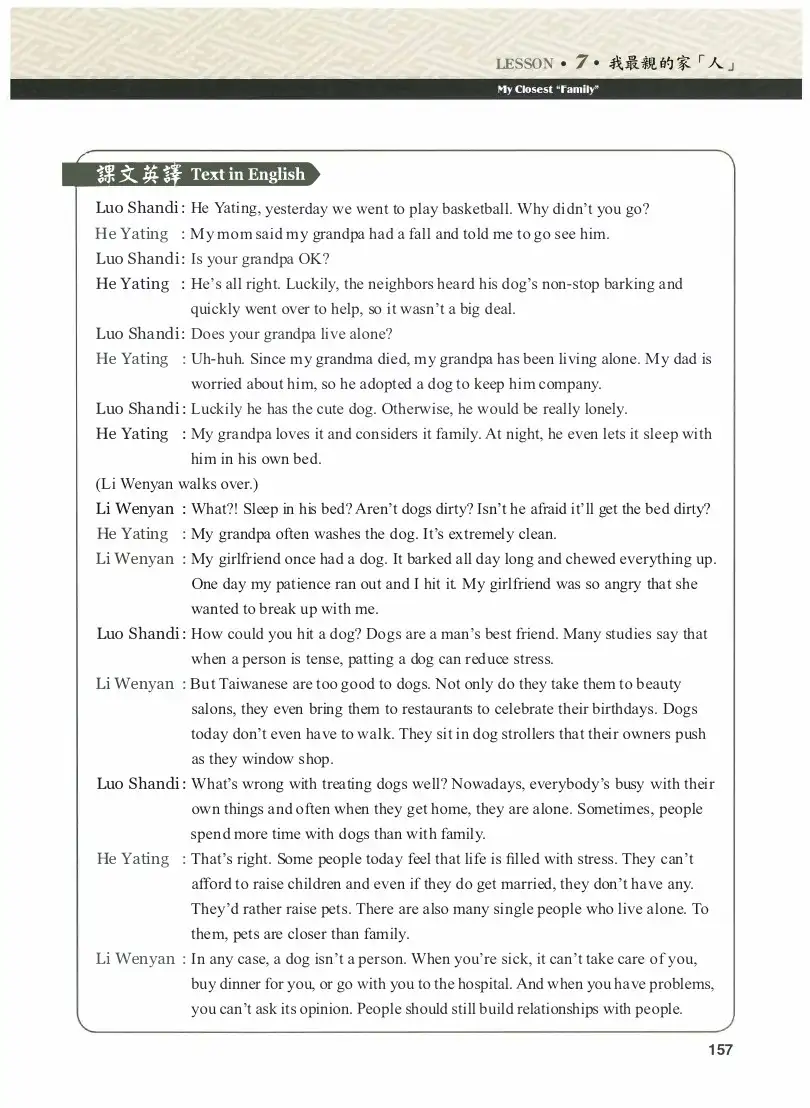 LESSON • 7 • 我最親的家「人」
My Closest “Family”
課文英譯 Text in English
Luo Shandi: He Yating, yesterday we went to play basketball. Why didn’t you go?
He Yating : My mom said my grandpa had a fall and told me to go see him.
Luo Shandi: Is your grandpa OK?
He Yating : He’s all right. Luckily, the neighbors heard his dog’s non-stop barking and
quickly went over to help, so it wasn’t a big deal.
Luo Shandi: Does your grandpa live alone?
He Yating : Uh-huh. Since my grandma died, my grandpa has been living alone. My dad is
worried about him, so he adopted a dog to keep him company.
Luo Shandi: Luckily he has the cute dog. Otherwise, he would be really lonely.
He Yating : My grandpa loves it and considers it family. At night, he even lets it sleep with
him in his own bed.
(Li Wenyan walks over.)
Li Wenyan : What?! Sleep in his bed? Aren’t dogs dirty? Isn’t he afraid it’ll get the bed dirty?
He Yating : My grandpa often washes the dog. It’s extremely clean.
Li Wenyan : My girlfriend once had a dog. It barked all day long and chewed everything up.
One day my patience ran out and I hit it. My girlfriend was so angry that she
wanted to break up with me.
Luo Shandi: How could you hit a dog? Dogs are a man’s best friend. Many studies say that
when a person is tense, patting a dog can reduce stress.
Li Wenyan : But Taiwanese are too good to dogs. Not only do they take them to beauty
salons, they even bring them to restaurants to celebrate their birthdays. Dogs
today don’t even have to walk. They sit in dog strollers that their owners push
as they window shop.
Luo Shandi: What’s wrong with treating dogs well? Nowadays, everybody’s busy with their
own things and often when they get home, they are alone. Sometimes, people
spend more time with dogs than with family.
He Yating : That’s right. Some people today feel that life is filled with stress. They can’t
afford to raise children and even if they do get married, they don’t have any.
They’d rather raise pets. There are also many single people who live alone. To
them, pets are closer than family.
Li Wenyan : In any case, a dog isn’t a person. When you’re sick, it can’t take care of you,
buy dinner for you, or go with you to the hospital. And when you have problems,
you can’t ask its opinion. People should still build relationships with people.
157